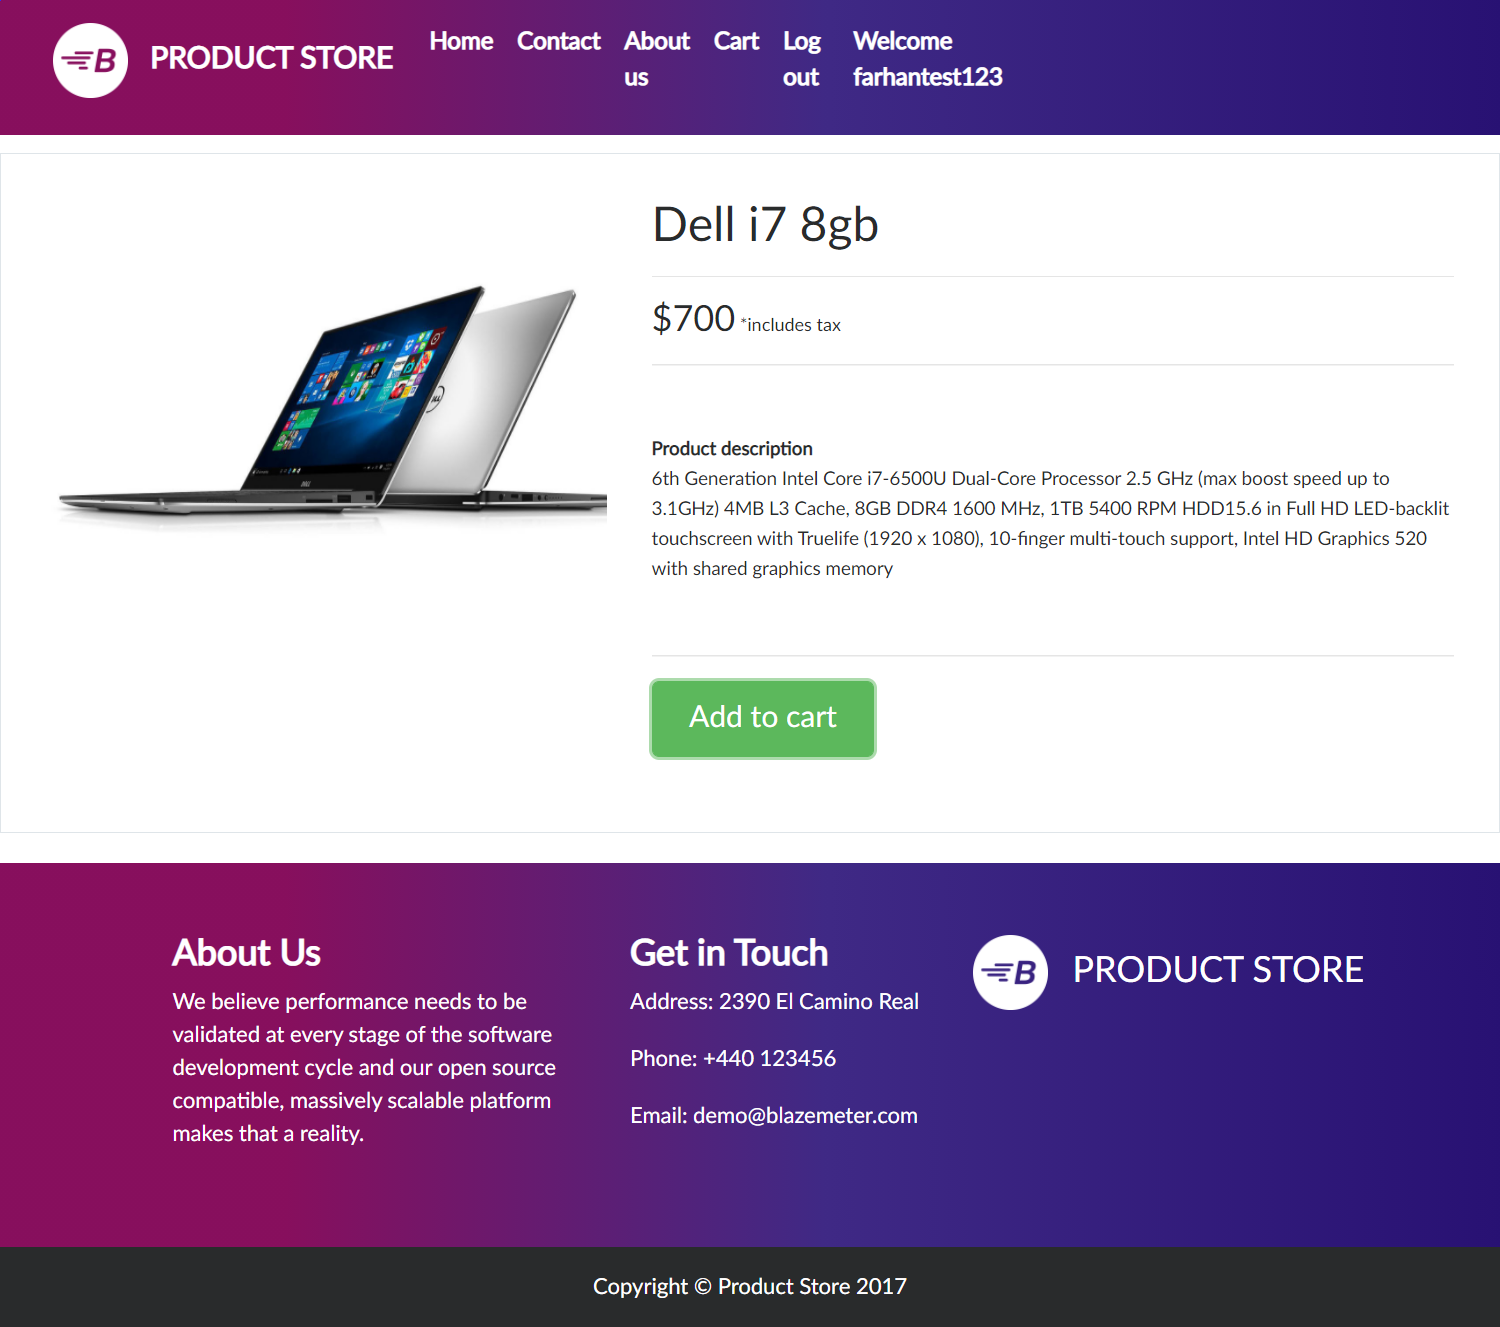 B PRODUCT STORE Home Contact About us Cart Log out Welcome farhantest123
Dell i7 8gb
$700 *includes tax
DELL
Product description
6th Generation Intel Core i7-6500U Dual-Core Processor 2.5 GHz (max boost speed up to
3.1GHz) 4MB L3 Cache, 8GB DDR4 1600 MHz, 1TB 5400 RPM HDD15.6 in Full HD LED-backlit
touchscreen with Truelife (1920 x 1080), 10-finger multi-touch support, Intel HD Graphics 520
with shared graphics memory
Add to cart
About Us
We believe performance needs to be
validated at every stage of the software
development cycle and our open source
compatible, massively scalable platform
makes that a reality.
Get in Touch
Address: 2390 El Camino Real
Phone: +440 123456
Email: demo@blazemeter.com
B PRODUCT STORE
Copyright © Product Store 2017